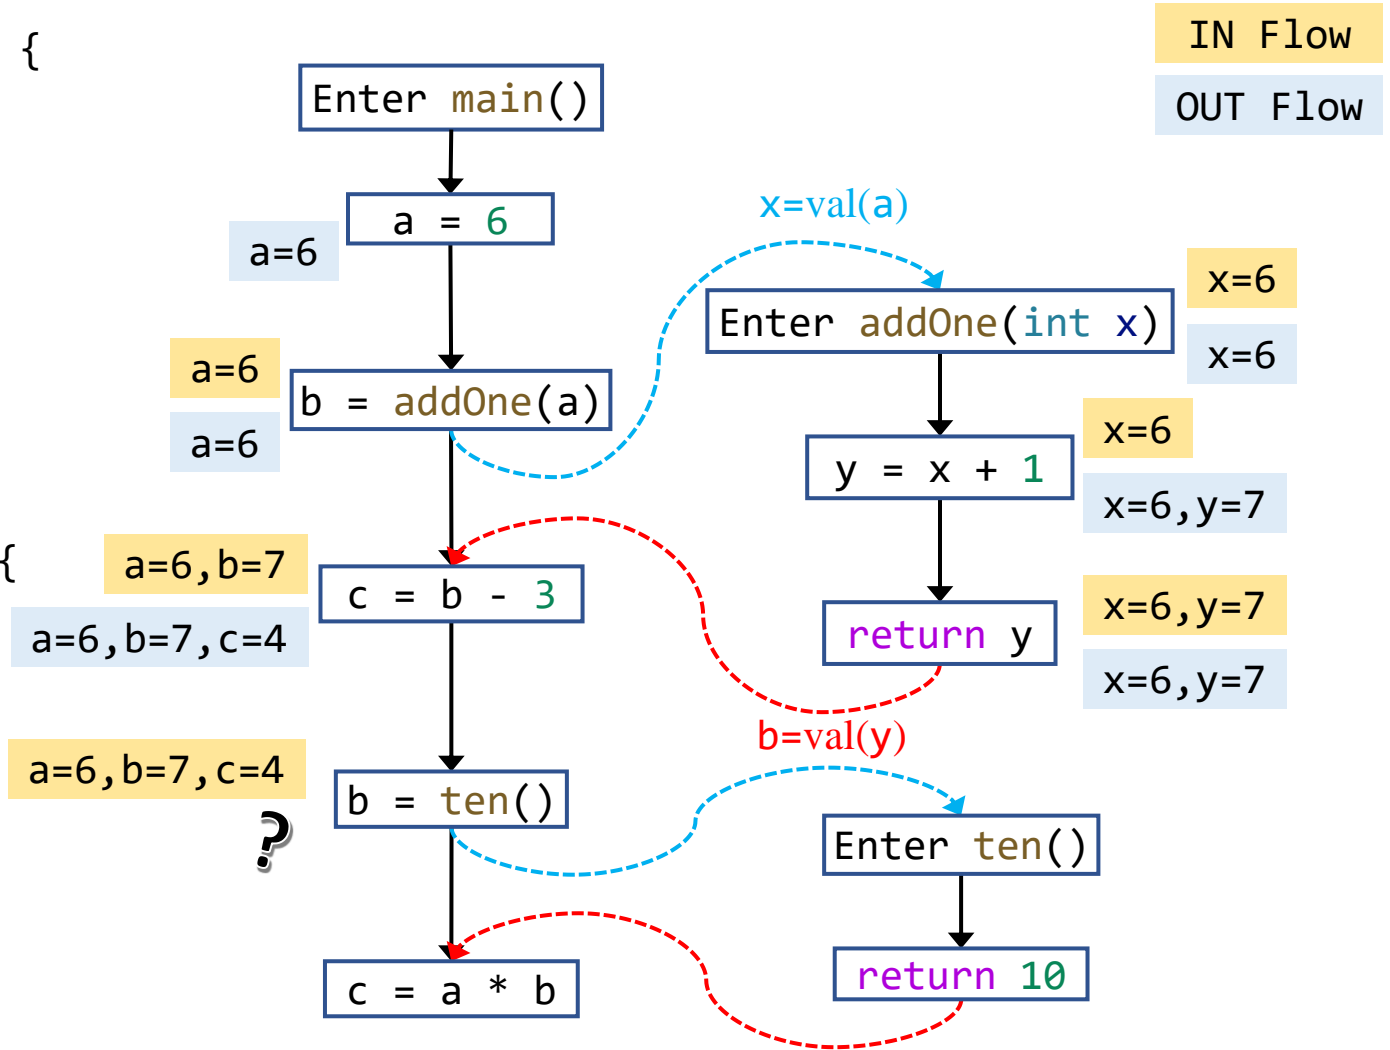 IN Flow
{
OUT Flow
Enter main()
a = 6
a=6
x=val(a)
Enter addOne(int x)
x=6
x=6
a=6
b = addOne(a)
a=6
y = x + 1
x=6
x=6,y=7
{
a=6,b=7
c = b - 3
a=6,b=7,c=4
return y
x=6,y=7
x=6,y=7
b=val(y)
a=6,b=7,c=4
b = ten()
?
Enter ten()
return 10
c = a * b